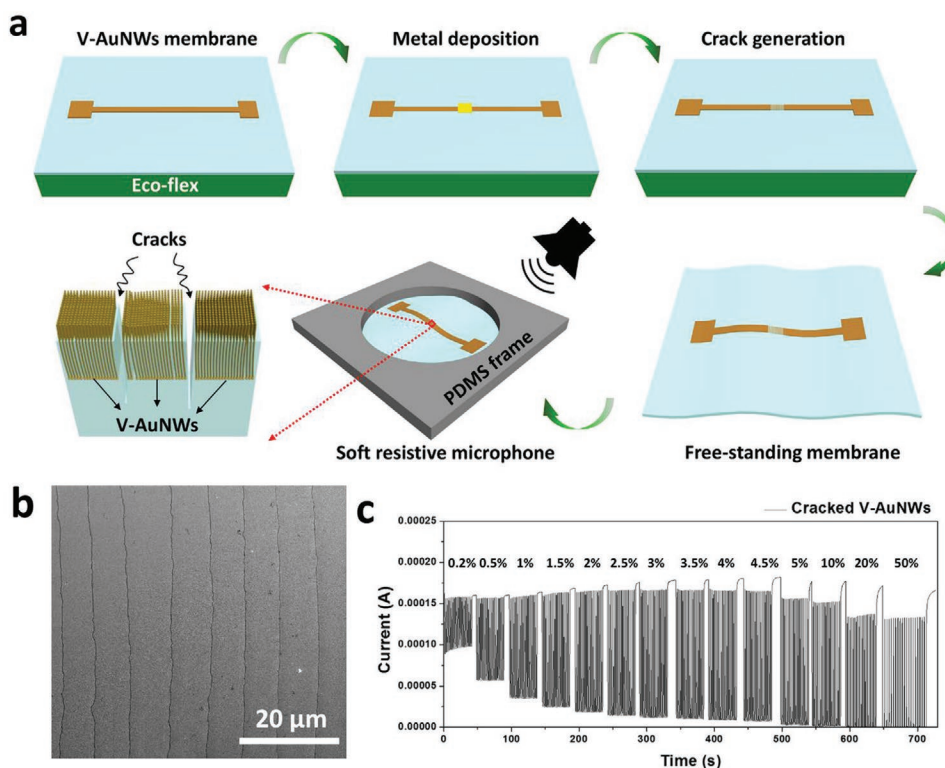 a
V-AuNWs membrane
Metal deposition
Crack generation
Eco-flex
Cracks
V-AuNWs
PDMS frame
Soft resistive microphone
Free-standing membrane
b
20 µm
c
Cracked V-AuNWs
0.2% 0.5% 1% 1.5% 2% 2.5% 3% 3.5% 4% 4.5% 5% 10% 20% 50%
0.00025
0.00020
0.00015
0.00010
0.00005
0.00000
Current (A)
0 100 200 300 400 500 600 700
Time (s)